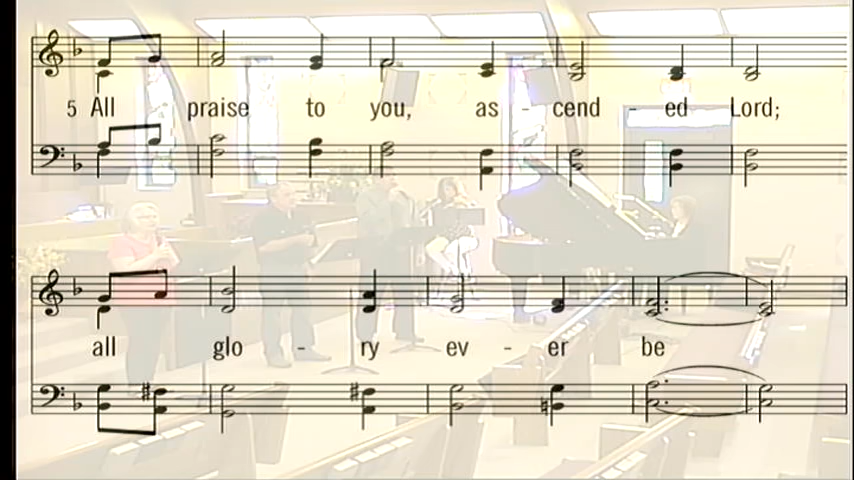 5 All praise to you, as - cend - ed Lord;
all glo - ry ev - er be